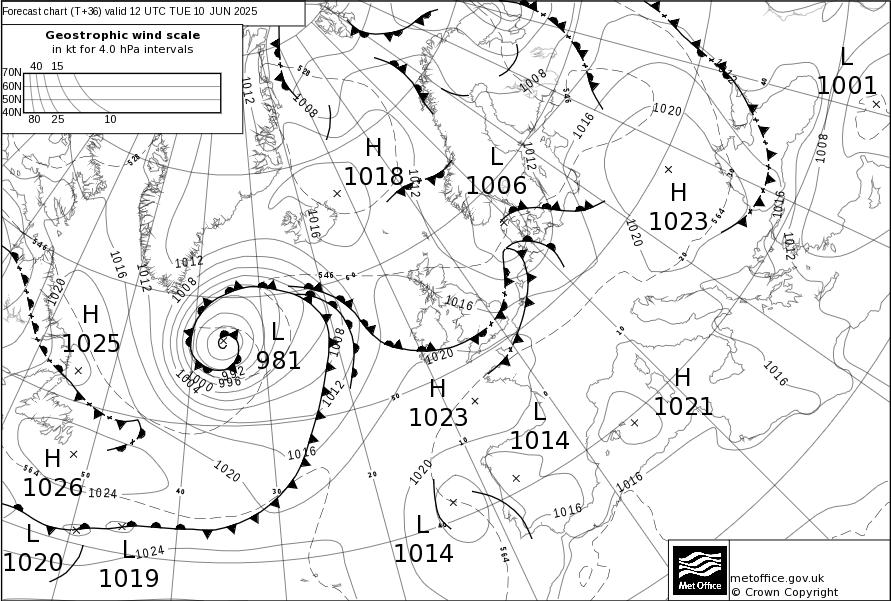 Forecast chart (T+36) valid 12 UTC TUE 10 JUN 2025
Geostrophic wind scale
in kt for 4.0 hPa intervals
40 15
70N
60N
50N
40N
80 25 10
528
1012
1008
528
1008
546
1012
40
L
1001
H
1018
L
1006
1012
1012
1016
1020
H
1023
1008
1016
564
30
1016
1020
1012
20
546
1016
1012
1012
1008
1020
546
60
1016
H
1025
L
981
1008
1020
10
992
996
1000
1004
1012
50
H
1023
L
1014
0
H
1021
1016
10
H
1026
564
50
1024
1020
1016
40
30
20
1020
1016
1016
L
1020
L
1019
1024
L
1014
40
564
Met Office
metoffice.gov.uk
© Crown Copyright